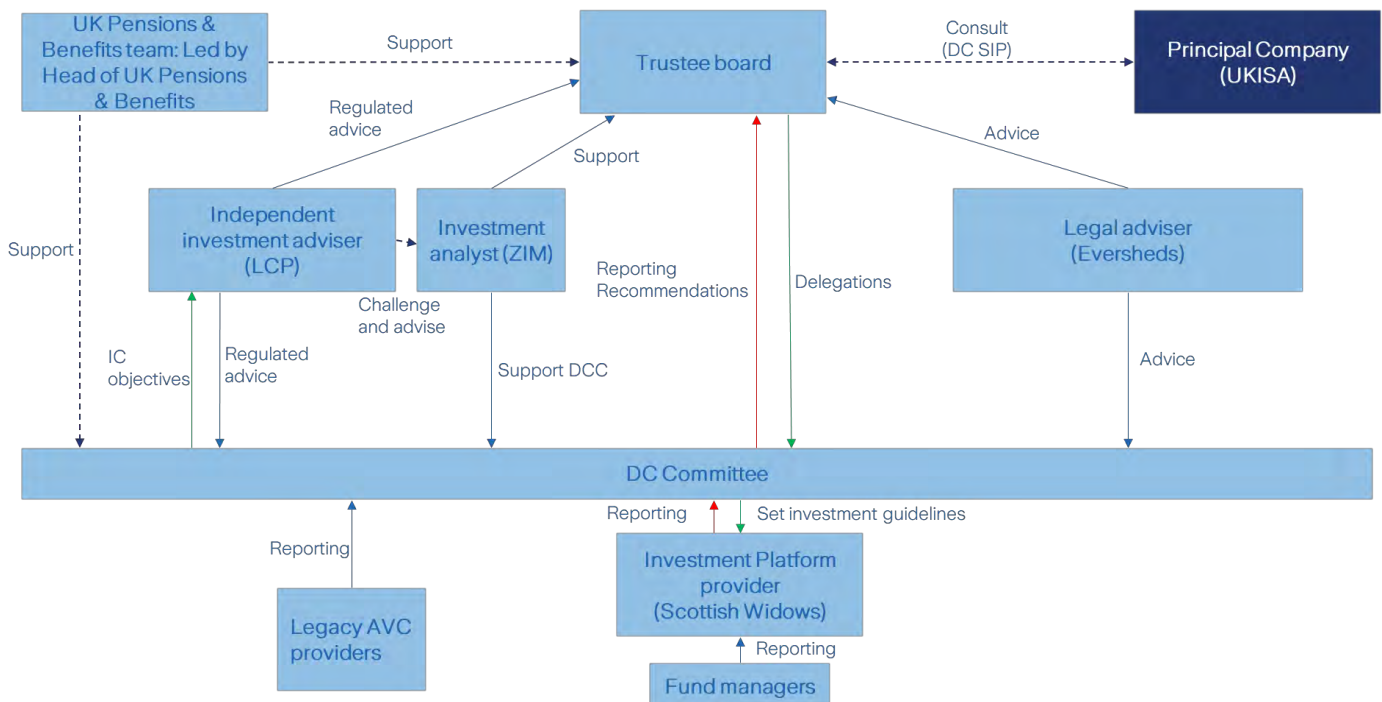 UK Pensions &
Benefits team: Led by
Head of UK Pensions
& Benefits
Support
Trustee board
Consult
(DC SIP)
Principal Company
(UKISA)
Regulated
advice
Support
Advice
Support
Independent
investment adviser
(LCP)
Investment
analyst (ZIM)
Legal adviser
(Eversheds)
Challenge
and advise
Reporting
Recommendations
Delegations
IC
objectives
Regulated
advice
Support DCC
Advice
DC Committee
Reporting
Set investment guidelines
Reporting
Investment Platform
provider
(Scottish Widows)
Legacy AVC
providers
Reporting
Fund managers